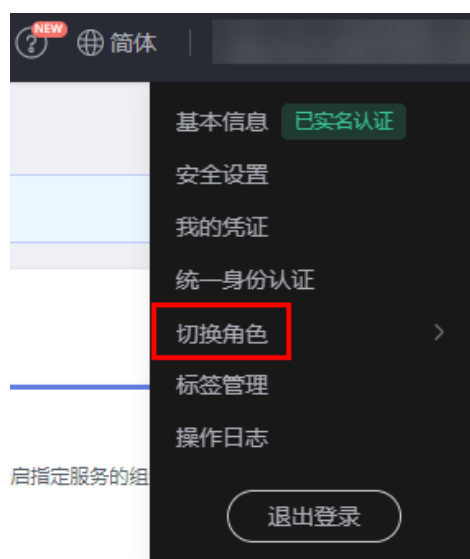 NEW
简体
基本信息 已实名认证
安全设置
我的凭证
统一身份认证
切换角色
标签管理
操作日志
启指定服务的组
退出登录